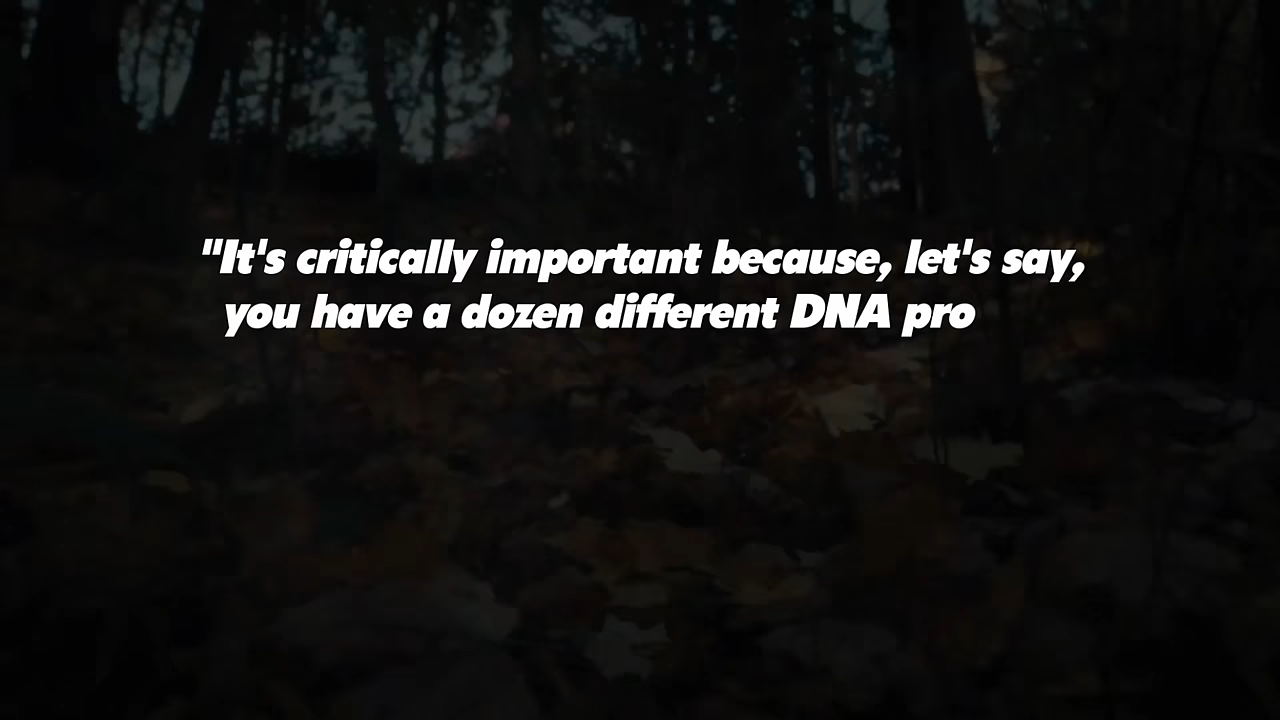 "It's critically important because, let's say,
you have a dozen different DNA pro